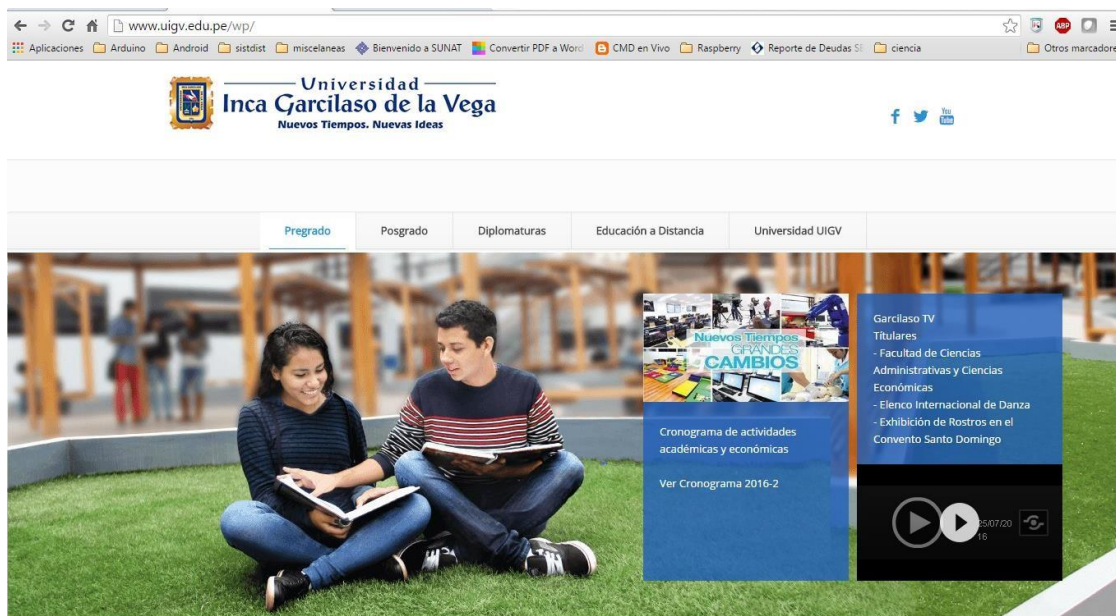 www.uigv.edu.pe/wp/
ABP
Aplicaciones Arduino Android sistdist miscelaneas Bienvenido a SUNAT Convertir PDF a Word CMD en Vivo Raspberry Reporte de Deudas ciencia Otros marcadore
Universidad
Inca Garcilaso de la Vega
Nuevos Tiempos. Nuevas Ideas
f You Tube
Pregrado Posgrado Diplomaturas Educación a Distancia Universidad UIGV
Nuevos Tiempos
GRANDES
CAMBIOS
Cronograma de actividades
académicas y económicas
Ver Cronograma 2016-2
Garcilaso TV
Títulares
- Facultad de Ciencias
Administrativas y Ciencias
Económicas
- Elenco Internacional de Danza
- Exhibición de Rostros en el
Convento Santo Domingo
25/07/20
16